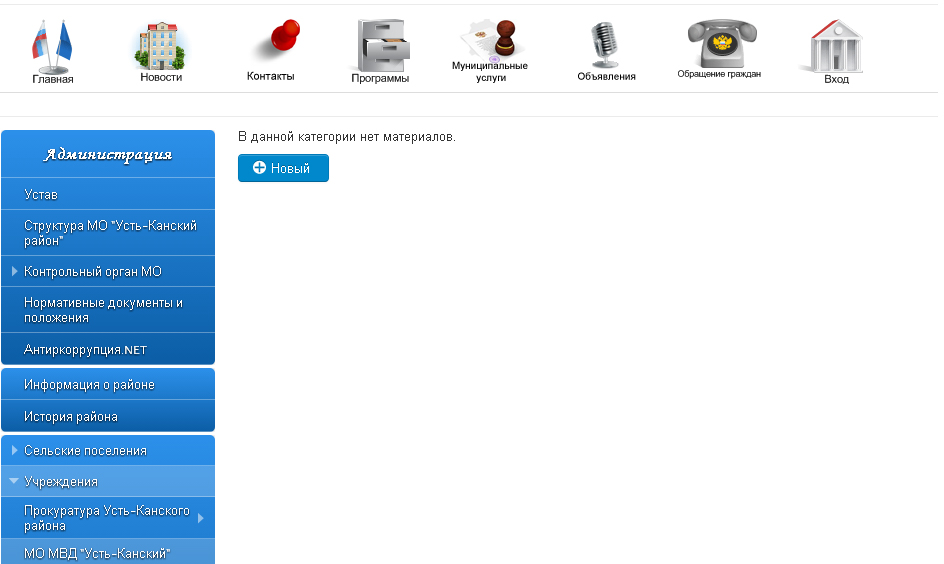 Главная
Новости
Контакты
Программы
Муниципальные
услуги
Объявления
Обращение граждан
Вход
В данной категории нет материалов.
Новый
Администрация
Устав
Структура МО "Усть-Канский
район"
Контрольный орган МО
Нормативные документы и
положения
Антиркоррупция.NET
Информация о районе
История района
Сельские поселения
Учреждения
Прокуратура Усть-Канского
района
МО МВД "Усть-Канский"